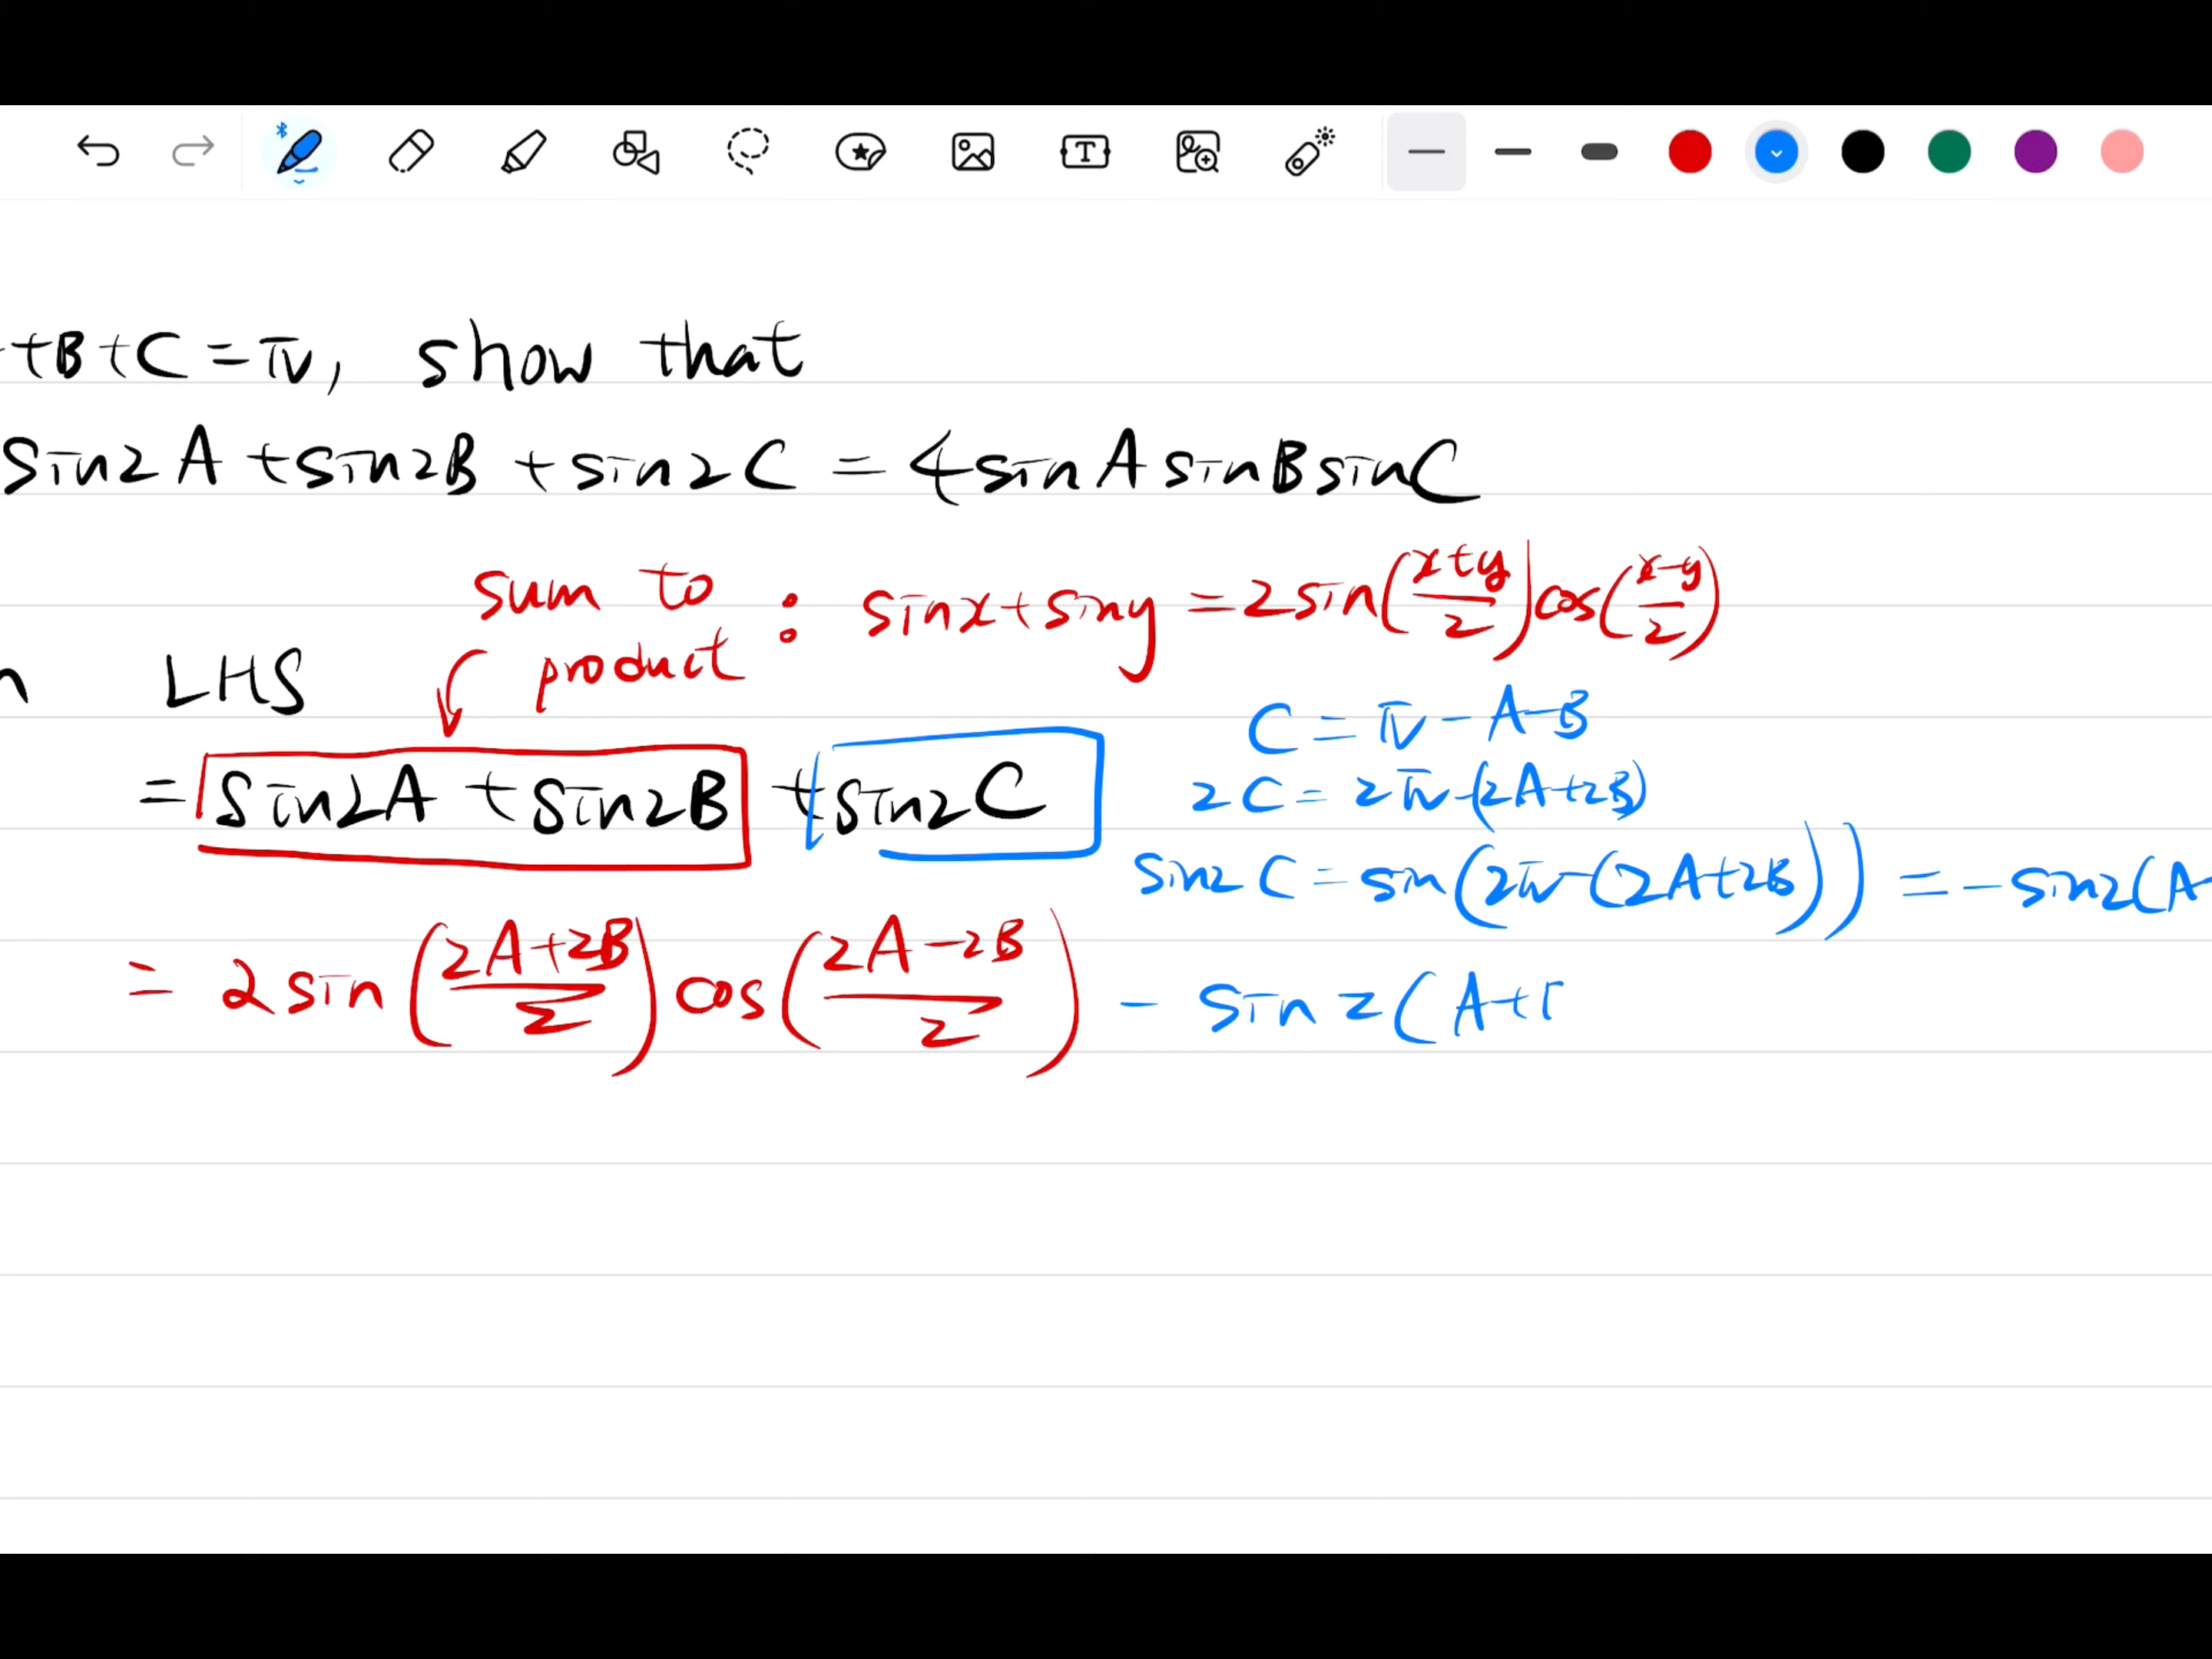 +B+C=π, show that
sin2A+sin2B+sin2C=4sinAsinBsinC
sum to product : sinx+siny=2sin((x+y)/2)cos((x-y)/2)
n LHS
C=π-A-B
=sin2A+sin2B+sin2C
2C=2π-(2A+2B)
sin2C=sin(2π-(2A+2B))=-sin2(A
=2sin((2A+2B)/2)cos((2A-2B)/2)-sin2(A+